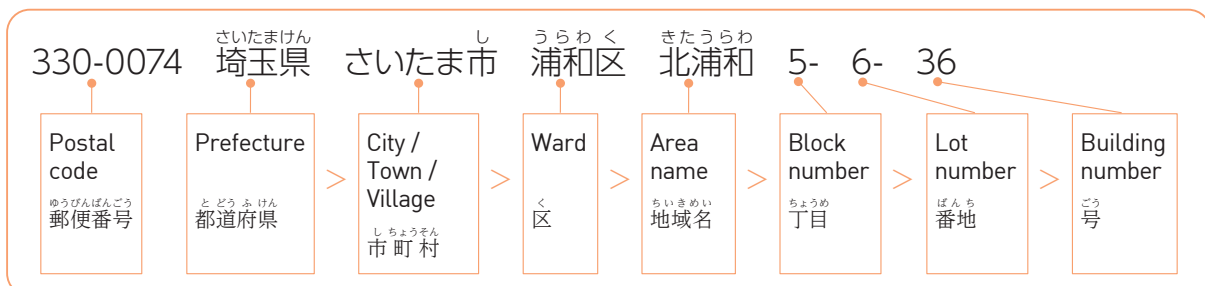 さいたまけん し うらわ く きたうらわ
330-0074 埼玉県 さいたま市 浦和区 北浦和 5- 6- 36
Postal code
ゆうびんばんごう
郵便番号
Prefecture
と どう ふ けん
都道府県
>
City /
Town /
Village
し ちょうそん
市町村
>
Ward
く
区
>
Area
name
ちいきめい
地域名
>
Block
number
ちょうめ
丁目
>
Lot
number
ばんち
番地
>
Building
number
ごう
号